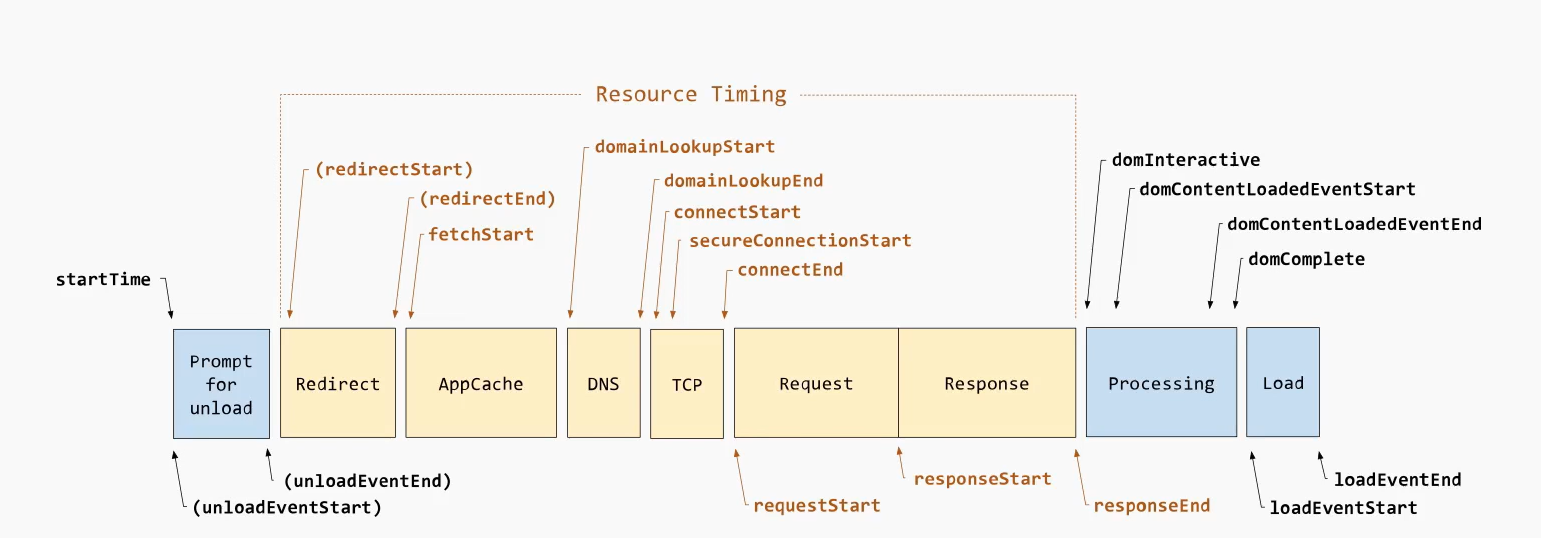 Resource Timing
domainLookupStart
(redirectStart)
domInteractive
domainLookupEnd
domContentLoadedEventStart
(redirectEnd)
connectStart
domContentLoadedEventEnd
fetchStart
secureConnectionStart
domComplete
connectEnd
startTime
Prompt
for
unload
Redirect
AppCache
DNS
TCP
Request
Response
Processing
Load
(unloadEventEnd)
(unloadEventStart)
requestStart
responseStart
responseEnd
loadEventEnd
loadEventStart